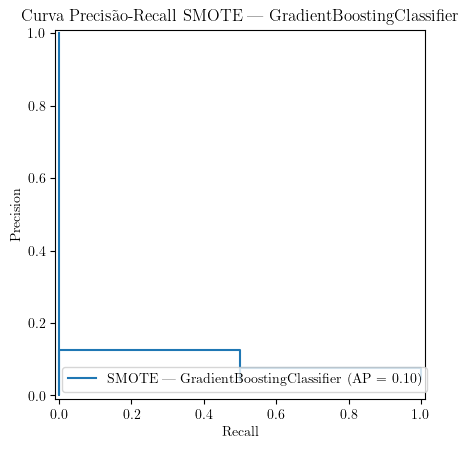 Curva Precisão-Recall SMOTE — GradientBoostingClassifier
1.0
0.8
0.6
0.4
0.2
0.0
Precision
SMOTE — GradientBoostingClassifier (AP = 0.10)
0.0 0.2 0.4 0.6 0.8 1.0
Recall